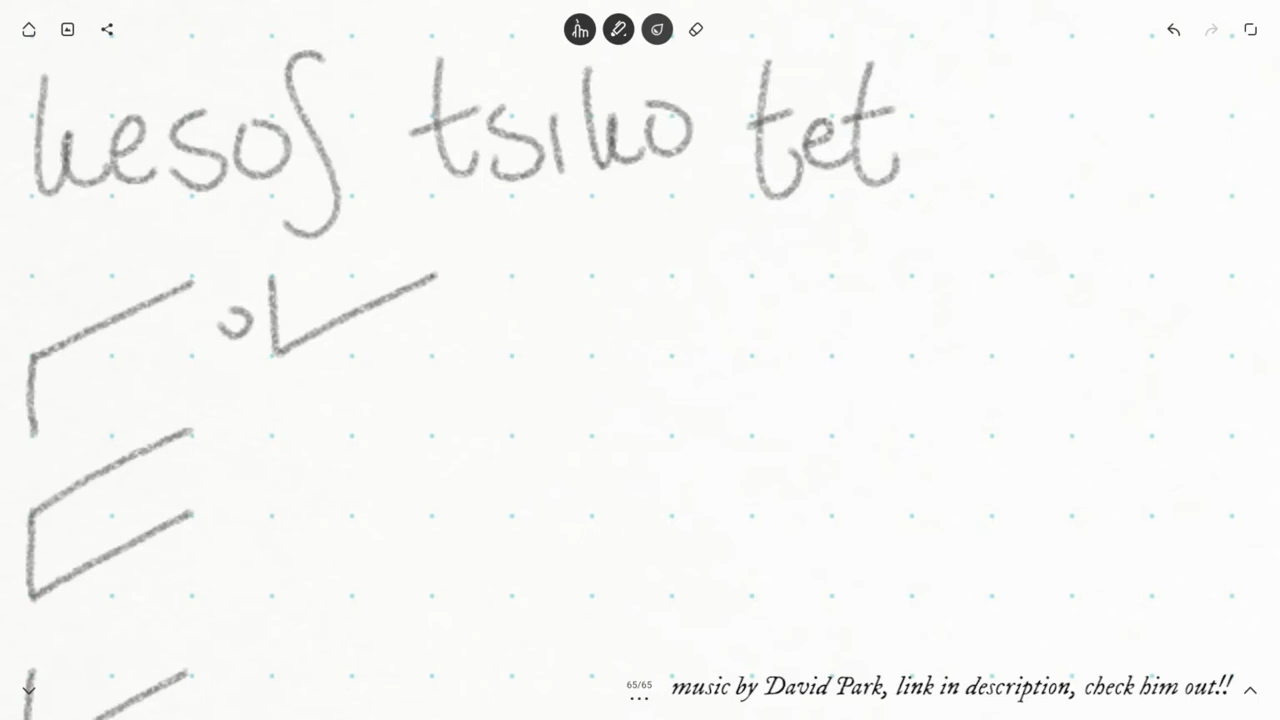 kesoʃ tsiko tet
65/65
music by David Park, link in description, check him out!!